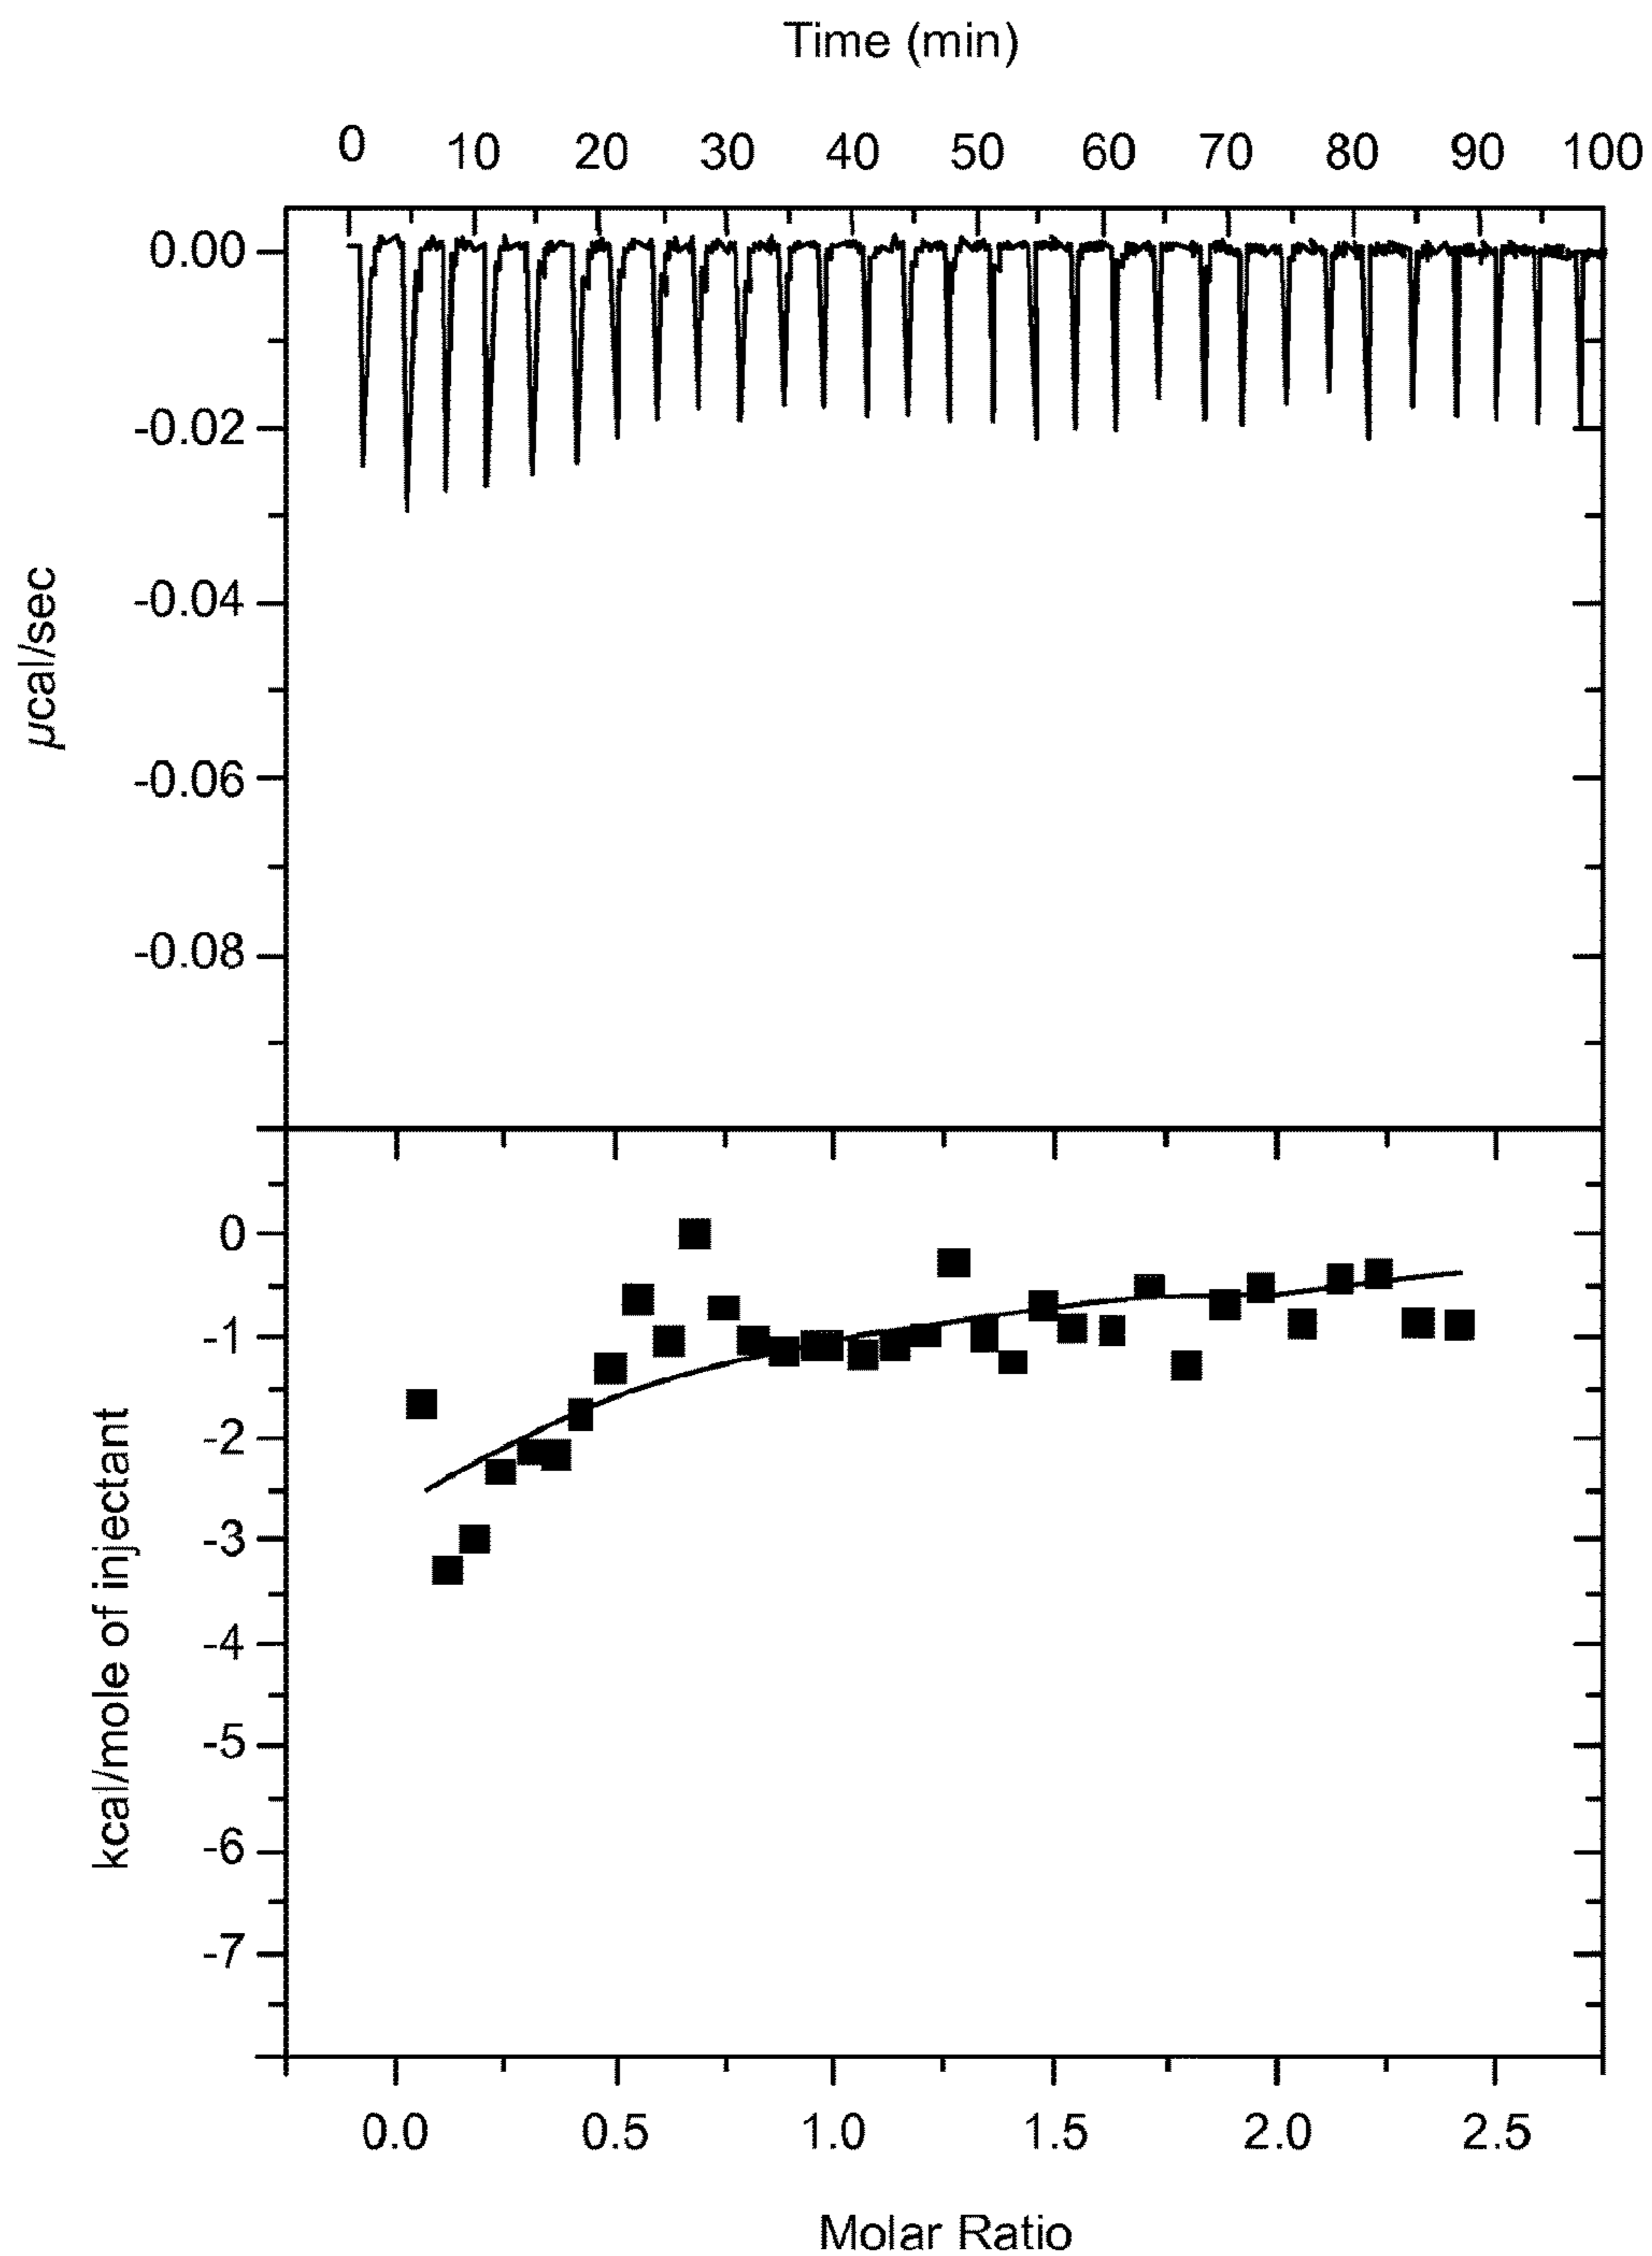 Time (min)
0 10 20 30 40 50 60 70 80 90 100
0.00
-0.02
-0.04
-0.06
-0.08
µcal/sec
0
-1
-2
-3
-4
-5
-6
-7
kcal/mole of injectant
0.0 0.5 1.0 1.5 2.0 2.5
Molar Ratio